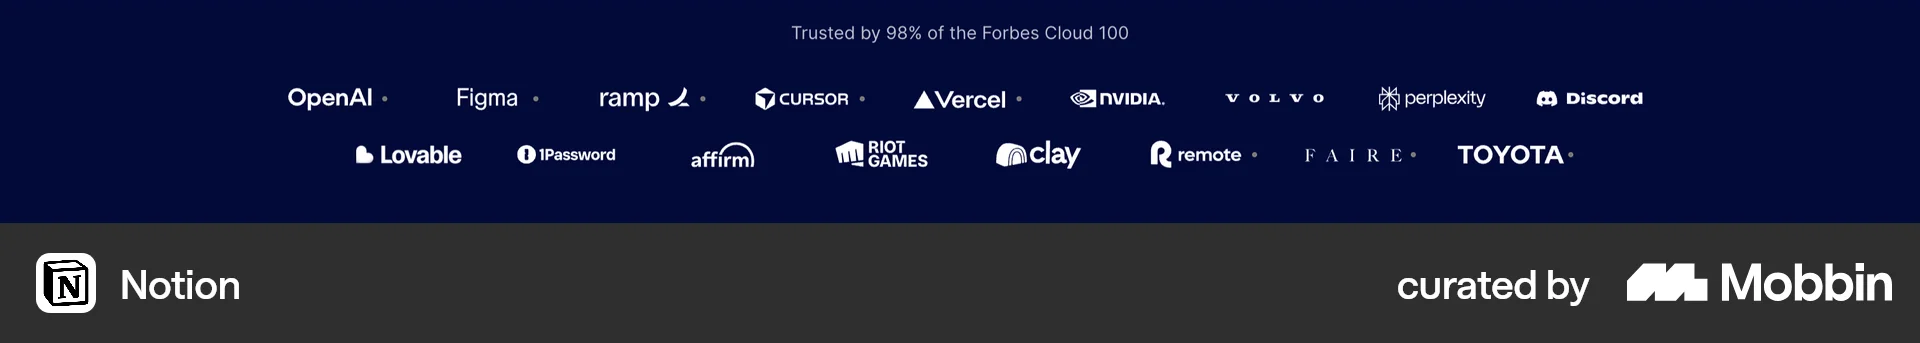 Trusted by 98% of the Forbes Cloud 100
OpenAI Figma ramp CURSOR Vercel NVIDIA. VOLVO perplexity Discord
Lovable 1Password affirm RIOT GAMES clay remote FAIRE TOYOTA
N Notion curated by Mobbin